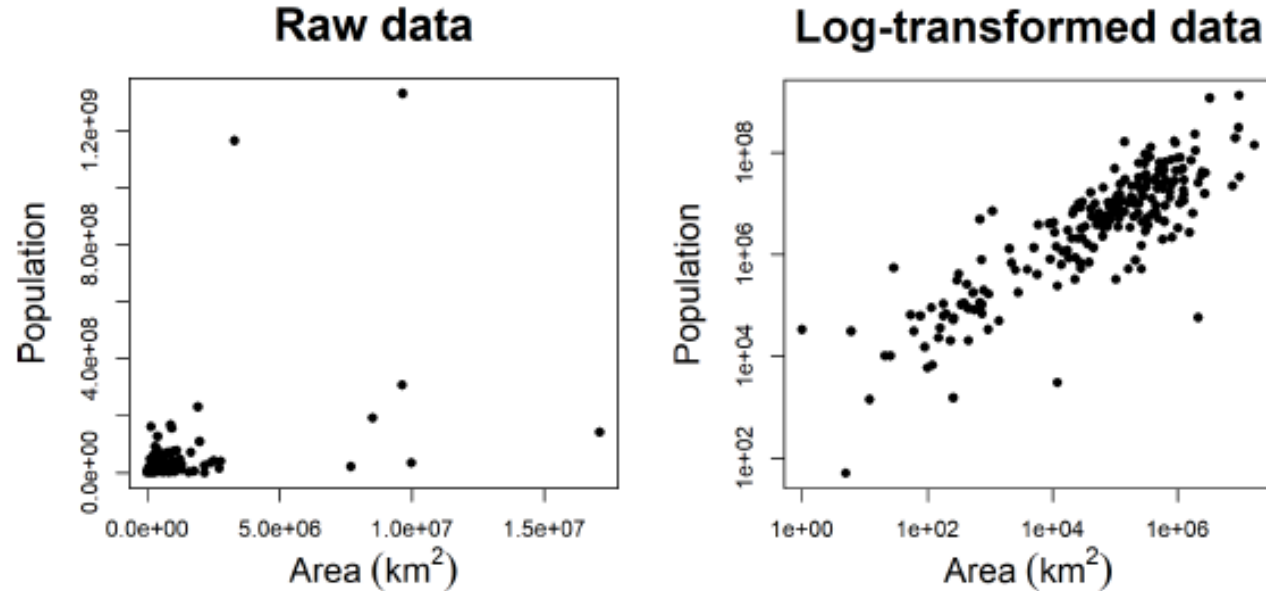 Raw data
Log-transformed data
Population
1.2e+09
8.0e+08
4.0e+08
0.0e+00
0.0e+00 5.0e+06 1.0e+07 1.5e+07
Area (km²)
Population
1e+08
1e+06
1e+04
1e+02
1e+00 1e+02 1e+04 1e+06
Area (km²)